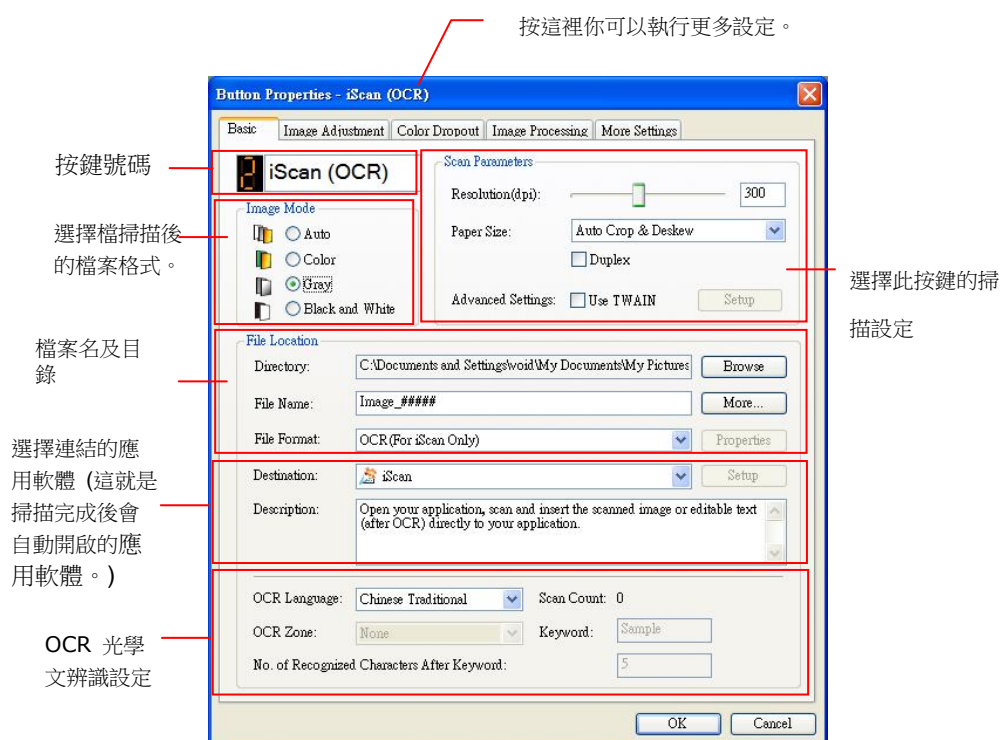 按這裡你可以執行更多設定。
Button Properties - iScan (OCR)
Basic Image Adjustment Color Dropout Image Processing More Settings
按鍵號碼
2 iScan (OCR)
Scan Parameters
Resolution(dpi): 300
Paper Size: Auto Crop & Deskew
Duplex
Advanced Settings: Use TWAIN Setup
選擇此按鍵的掃
描設定
Image Mode
Auto
Color
Gray
Black and White
選擇檔掃描後
的檔案格式。
檔案名及目
錄
File Location
Directory: C:\Documents and Settings\void\My Documents\My Pictures Browse
File Name: Image_##### More...
File Format: OCR(For iScan Only) Properties
選擇連結的應
用軟體 (這就是
掃描完成後會
自動開啟的應
用軟體。)
Destination: iScan Setup
Description: Open your application, scan and insert the scanned image or editable text
(after OCR) directly to your application.
OCR 光學
文辨識設定
OCR Language: Chinese Traditional Scan Count: 0
OCR Zone: None Keyword: Sample
No. of Recognized Characters After Keyword: 5
OK Cancel